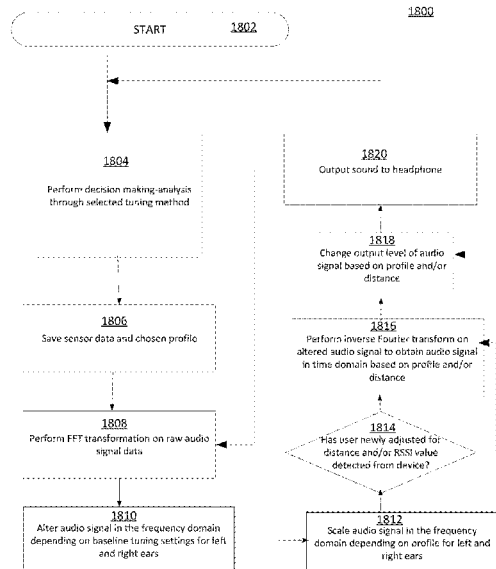 1800
START 1802
1804
Perform decision making-analysis
through selected tuning method
1806
Save sensor data and chosen profile
1808
Perform FFT transformation on raw audio
signal data
1810
Alter audio signal in the frequency domain
depending on baseline tuning settings for left
and right ears
1812
Scale audio signal in the frequency
domain depending on profile for left and
right ears
1814
Has user newly adjusted for
distance and/or RSSI value
detected from device?
1816
Perform inverse Fourier transform on
altered audio signal to obtain audio signal
in time domain based on profile and/or
distance
1818
Change output level of audio
signal based on profile and/or
distance
1820
Output sound to headphone